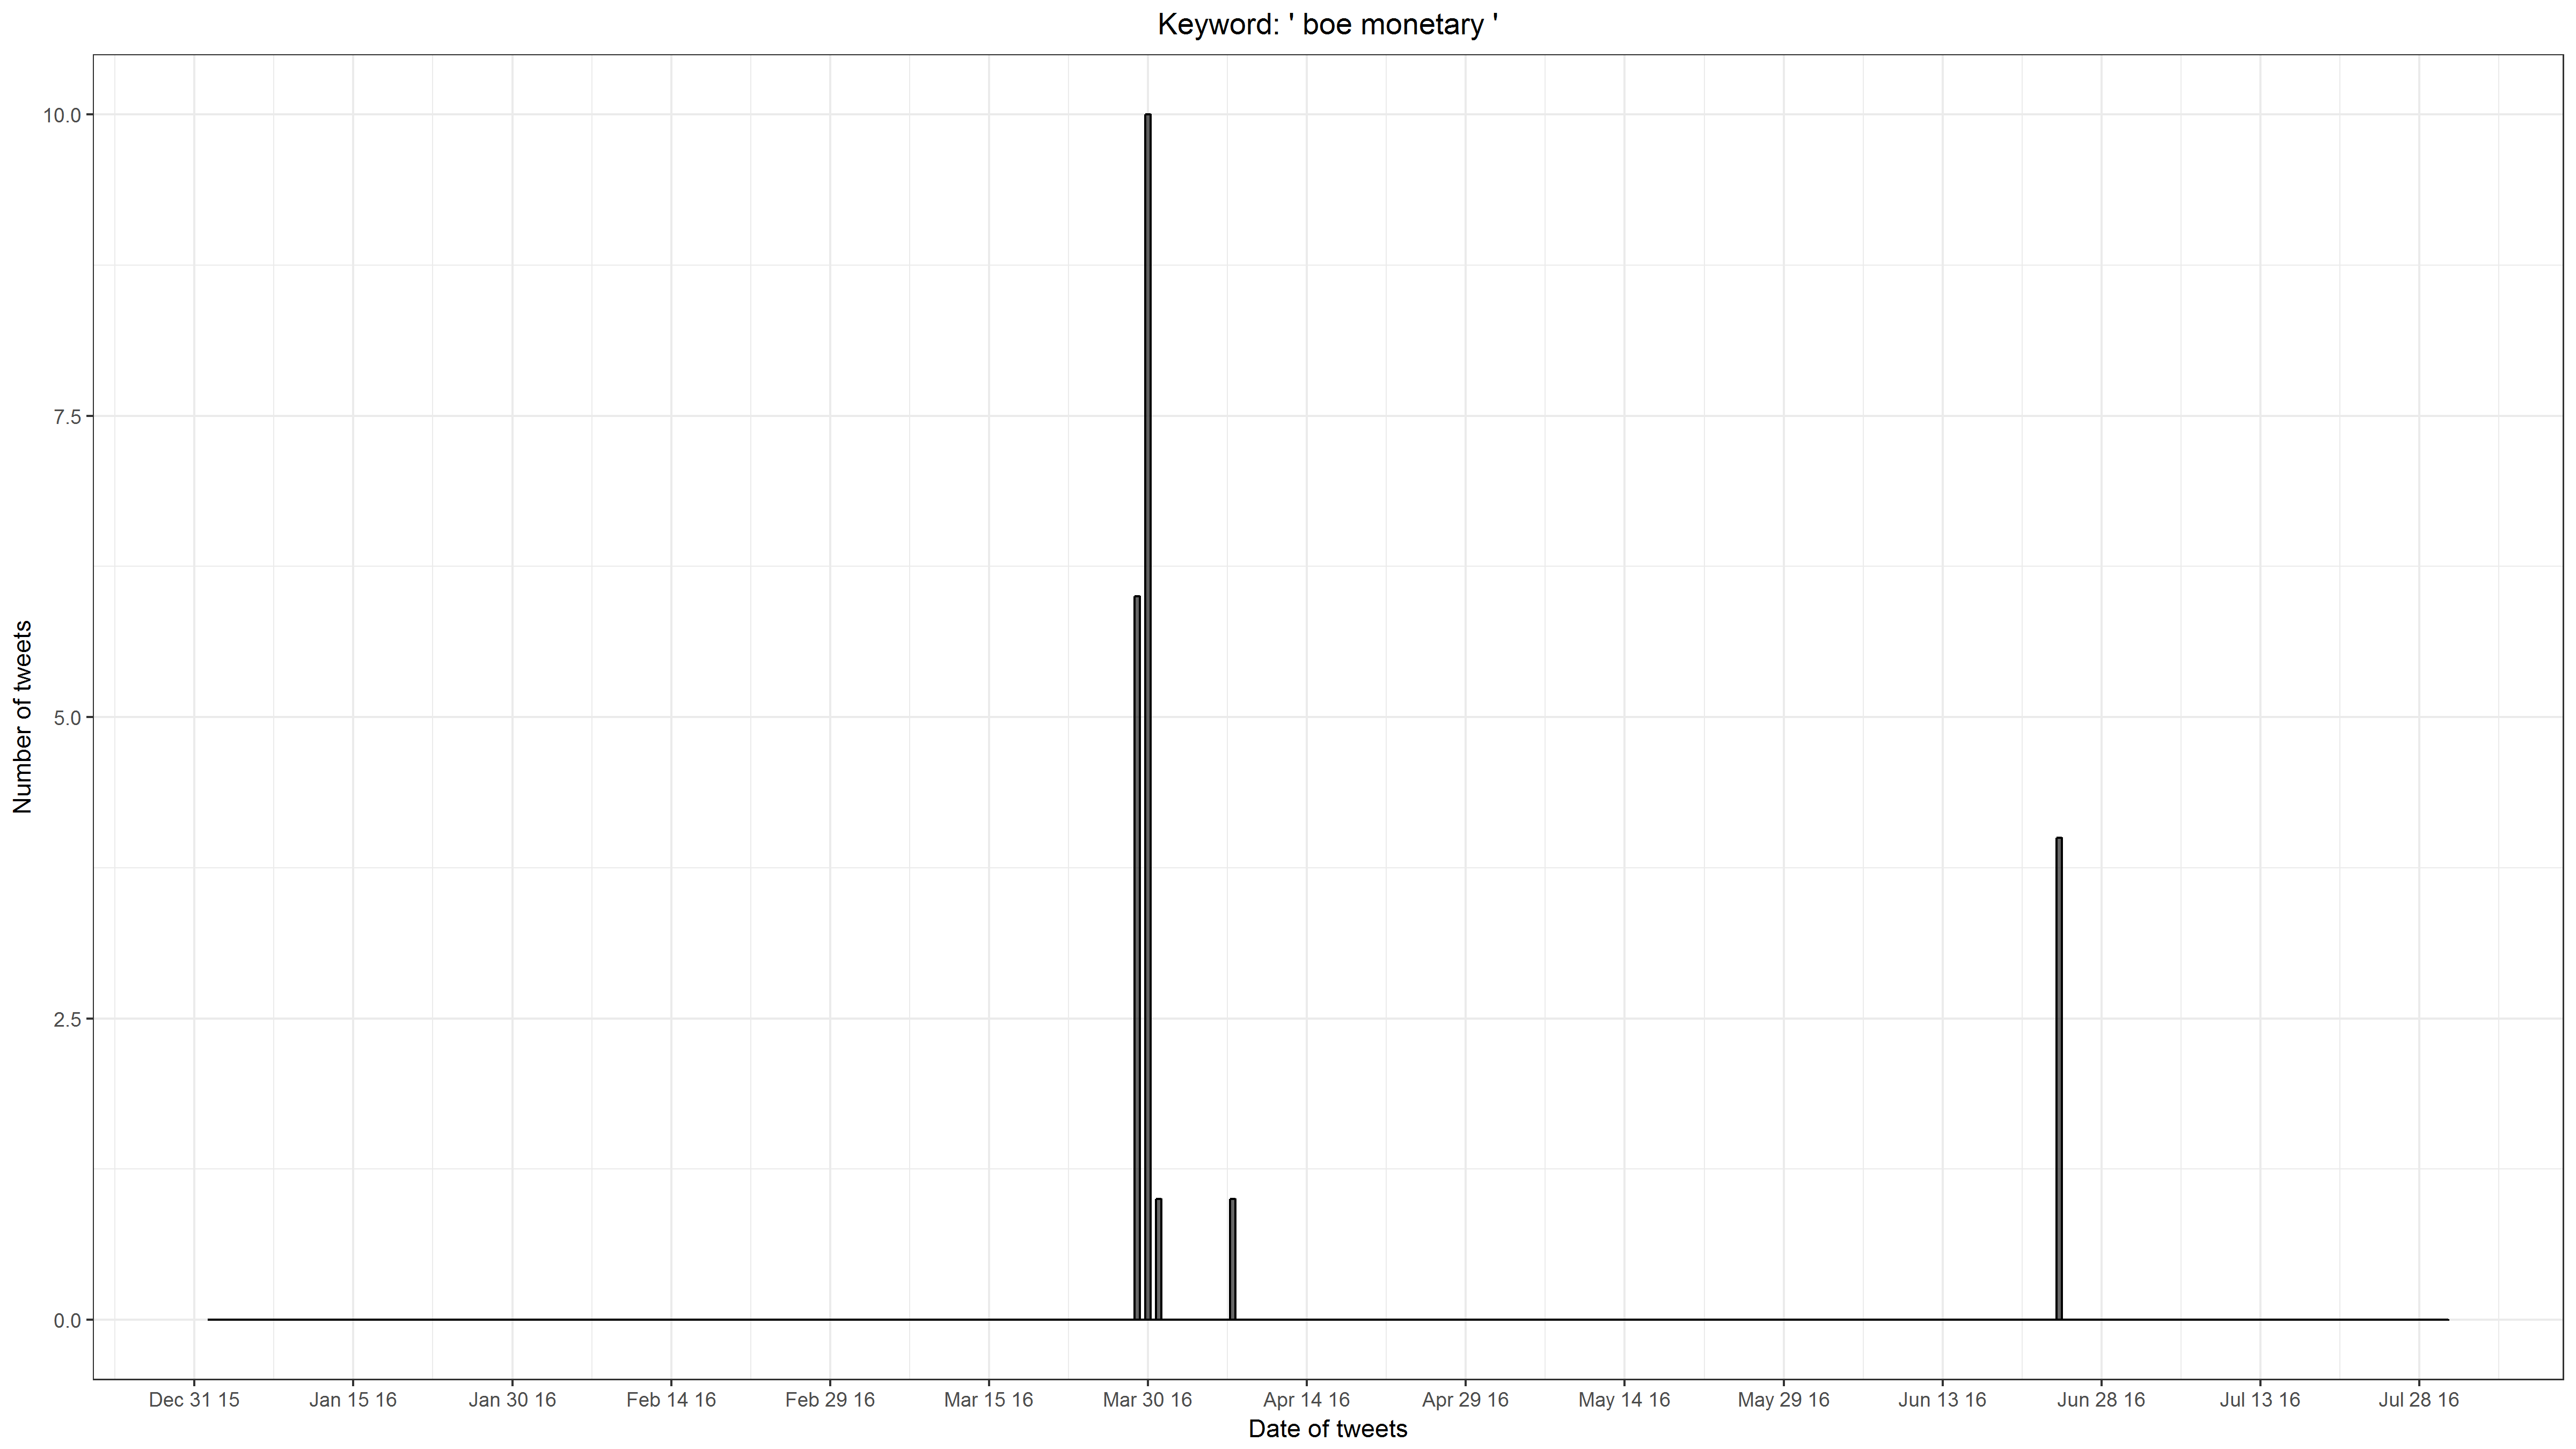 Keyword: ' boe monetary '
Number of tweets
10.0
7.5
5.0
2.5
0.0
Dec 31 15 Jan 15 16 Jan 30 16 Feb 14 16 Feb 29 16 Mar 15 16 Mar 30 16 Apr 14 16 Apr 29 16 May 14 16 May 29 16 Jun 13 16 Jun 28 16 Jul 13 16 Jul 28 16
Date of tweets